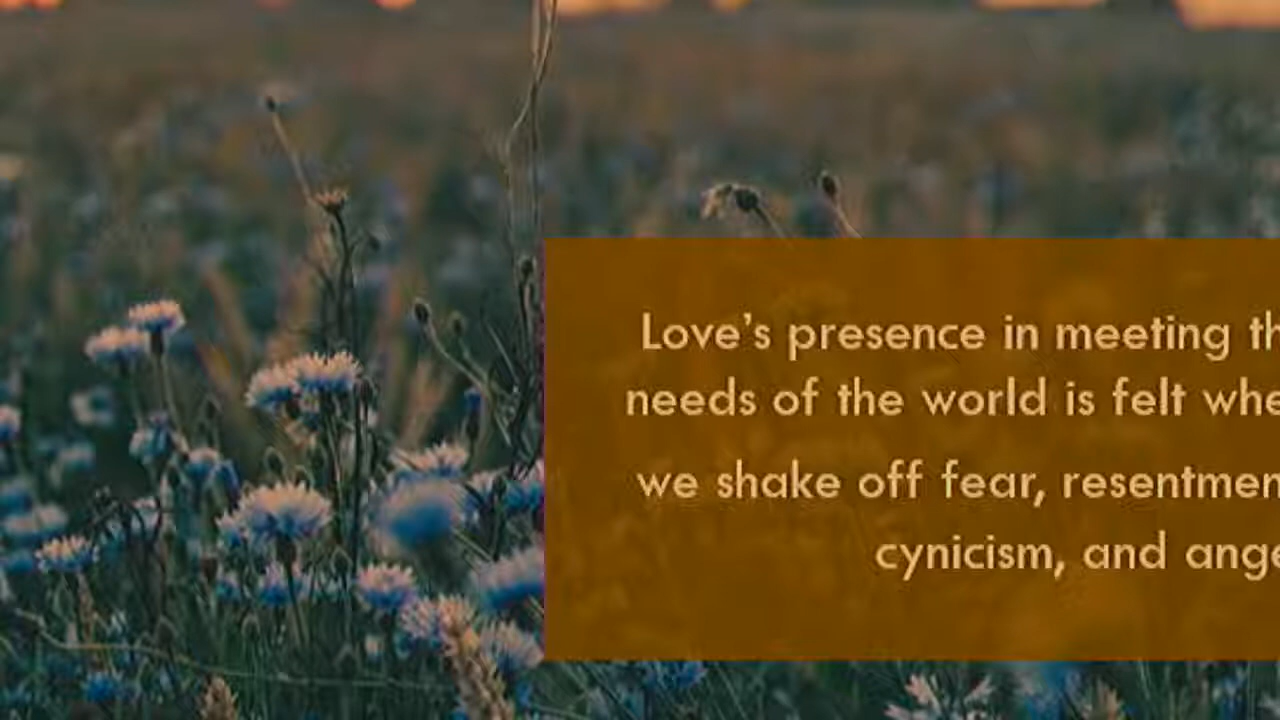 Love’s presence in meeting th
needs of the world is felt whe
we shake off fear, resentmen
cynicism, and ange